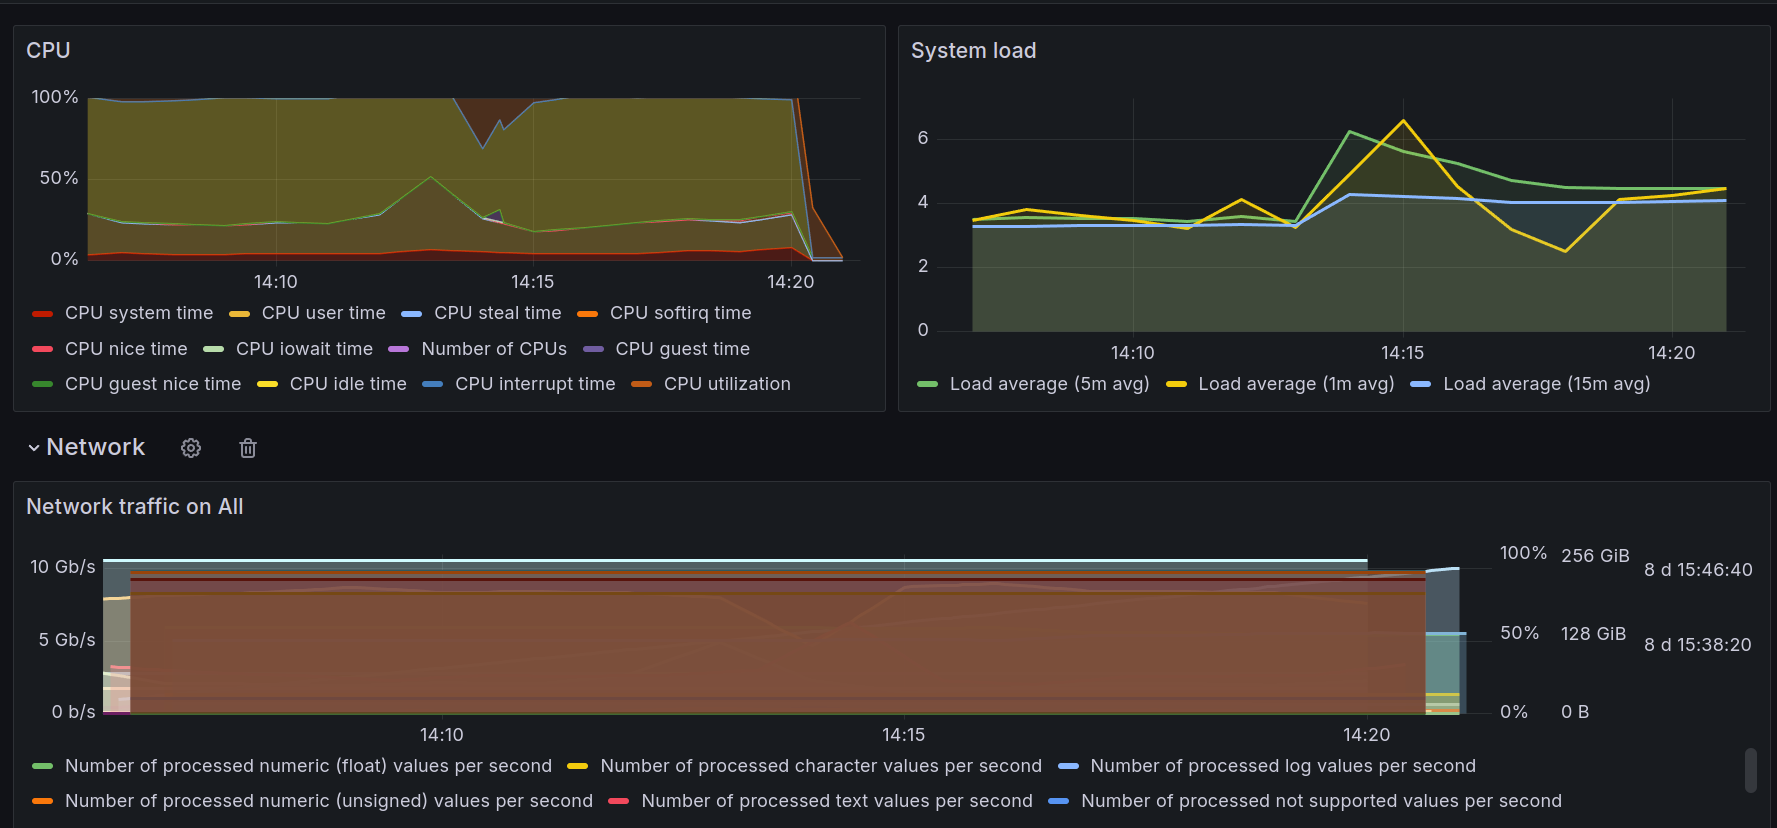 CPU
100%
50%
0%
14:10 14:15 14:20
CPU system time CPU user time CPU steal time CPU softirq time
CPU nice time CPU iowait time Number of CPUs CPU guest time
CPU guest nice time CPU idle time CPU interrupt time CPU utilization
System load
6
4
2
0
14:10 14:15 14:20
Load average (5m avg) Load average (1m avg) Load average (15m avg)
Network
Network traffic on All
10 Gb/s
5 Gb/s
0 b/s
100% 256 GiB 8 d 15:46:40
50% 128 GiB 8 d 15:38:20
0% 0 B
14:10 14:15 14:20
Number of processed numeric (float) values per second Number of processed character values per second Number of processed log values per second
Number of processed numeric (unsigned) values per second Number of processed text values per second Number of processed not supported values per second